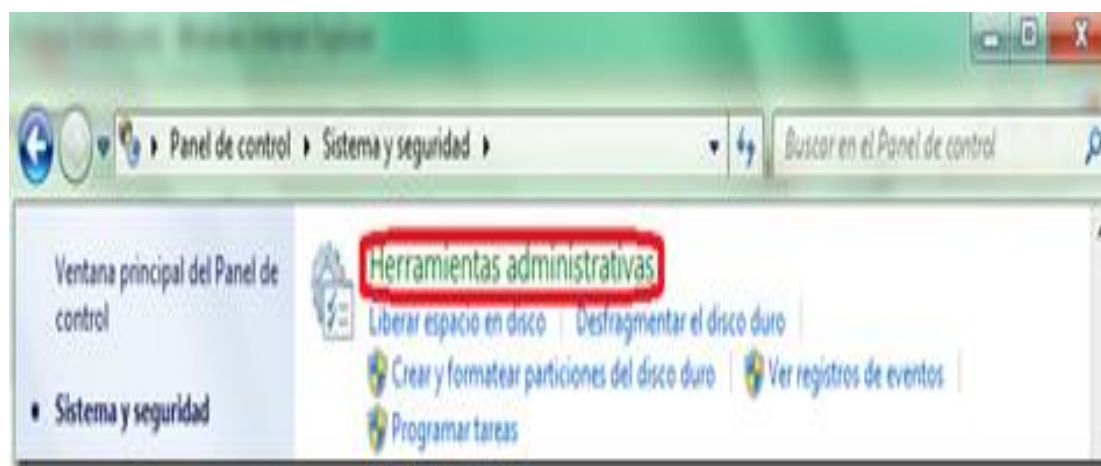 Panel de control Sistema y seguridad Buscar en el Panel de control
Ventana principal del Panel de
control
Sistema y seguridad
Herramientas administrativas
Liberar espacio en disco Desfragmentar el disco duro
Crear y formatear particiones del disco duro Ver registros de eventos
Programar tareas